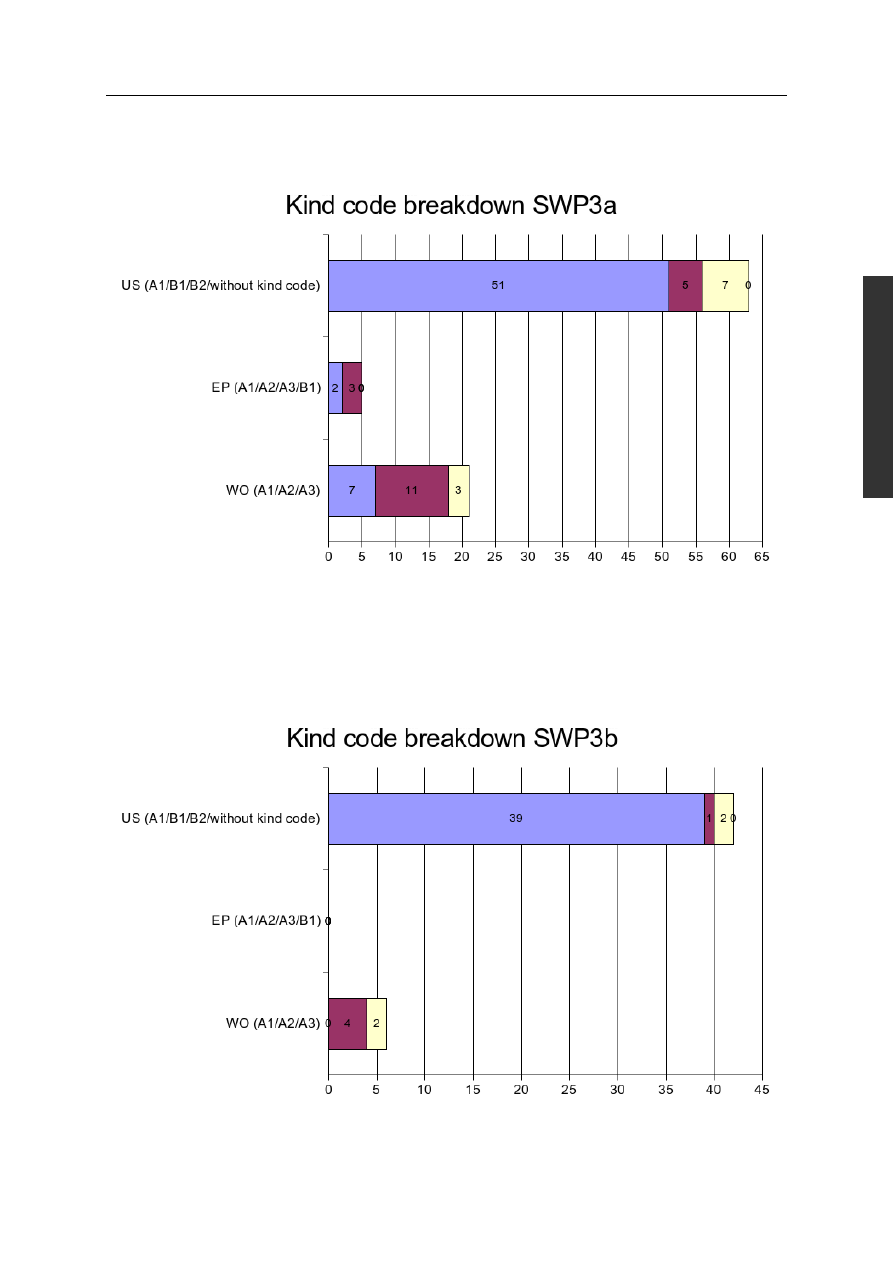 Kind code breakdown SWP3a
US (A1/B1/B2/without kind code) 51 5 7 0
EP (A1/A2/A3/B1) 2 3 0
WO (A1/A2/A3) 7 11 3
0 5 10 15 20 25 30 35 40 45 50 55 60 65
Kind code breakdown SWP3b
US (A1/B1/B2/without kind code) 39 1 2 0
EP (A1/A2/A3/B1) 0
WO (A1/A2/A3) 0 4 2
0 5 10 15 20 25 30 35 40 45